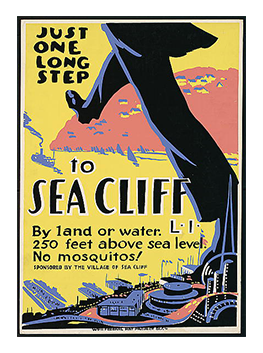 JUST
ONE
LONG
STEP
to
SEA CLIFF
L.I.
By land or water.
250 feet above sea level.
No mosquitos!
SPONSORED BY THE VILLAGE OF SEA CLIFF